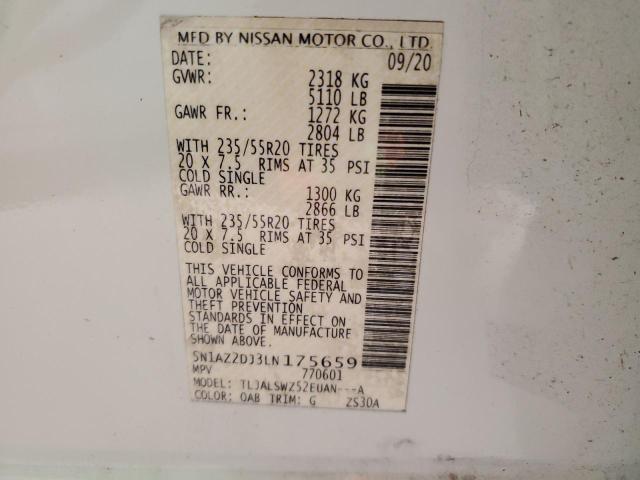 MFD BY NISSAN MOTOR CO., LTD.
DATE: 09/20
GVWR: 2318 KG
5110 LB
GAWR FR.: 1272 KG
2804 LB
WITH 235/55R20 TIRES
20 X 7.5 RIMS AT 35 PSI
COLD SINGLE
GAWR RR.: 1300 KG
2866 LB
WITH 235/55R20 TIRES
20 X 7.5 RIMS AT 35 PSI
COLD SINGLE
THIS VEHICLE CONFORMS TO
ALL APPLICABLE FEDERAL
MOTOR VEHICLE SAFETY AND
THEFT PREVENTION
STANDARDS IN EFFECT ON
THE DATE OF MANUFACTURE
SHOWN ABOVE.
5N1AZ2DJ3LN175659
MPV 770601
MODEL: TLJALSWZ52EUAN---A
COLOR: QAB TRIM: G ZS30A